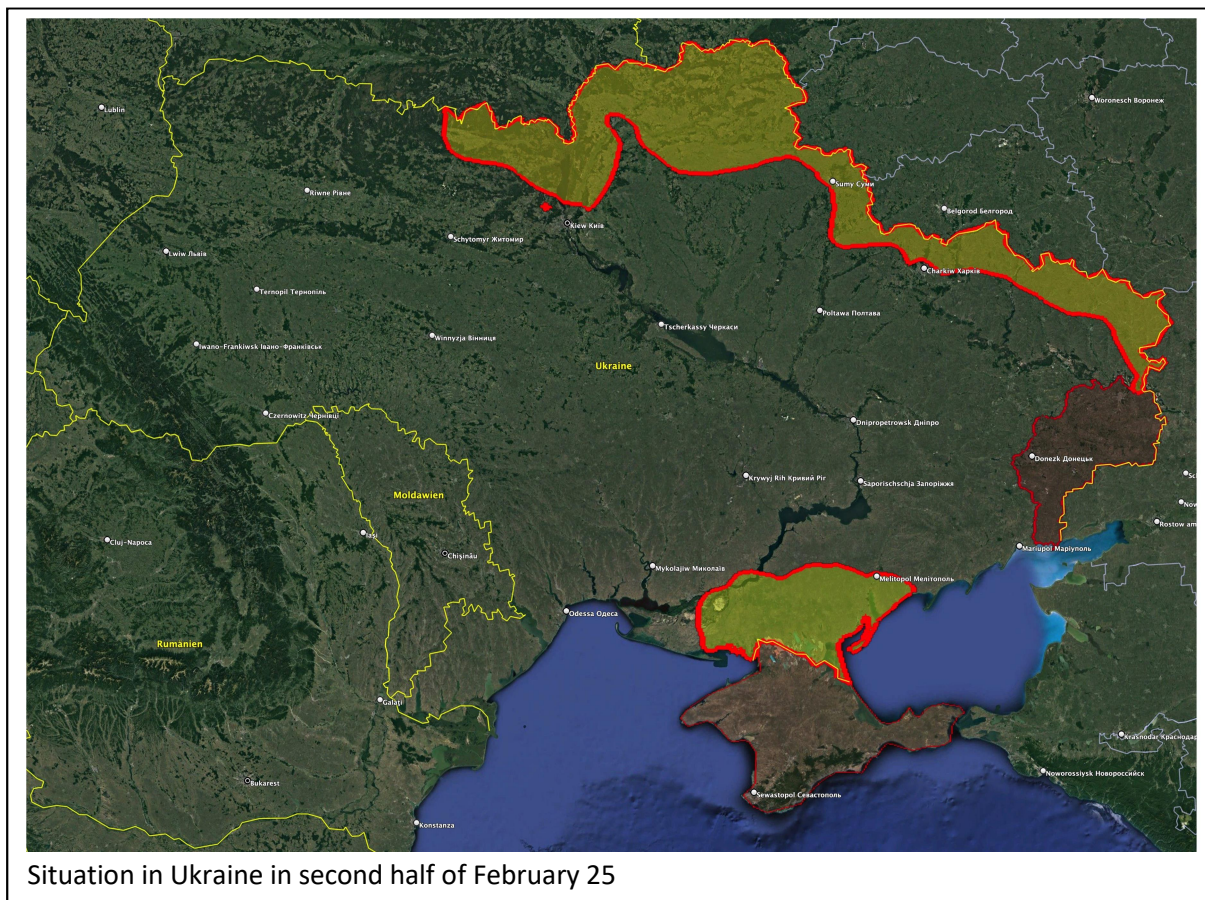 Lublin
Woronesch Воронеж
Riwne Рівне
Sumy Суми
Belgorod Белгород
Kiew Київ
Schytomyr Житомир
Lwiw Львів
Charkiw Харків
Ternopil Тернопіль
Poltawa Полтава
Tscherkassy Черкаси
Winnyzja Вінниця
Iwano-Frankiwsk Івано-Франківськ
Ukraine
Czernowitz Чернівці
Dnipropetrowsk Дніпро
Donezk Донецьк
Krywyj Rih Кривий Ріг
Saporischschja Запоріжжя
Moldawien
Rostow am
Cluj-Napoca
Iași
Chișinău
Mariupol Маріуполь
Mykolajiw Миколаїв
Melitopol Мелітополь
Odessa Одеса
Rumänien
Galați
Krasnodar Краснодар
Bukarest
Noworossiysk Новороссийск
Sewastopol Севастополь
Konstanza
Situation in Ukraine in second half of February 25